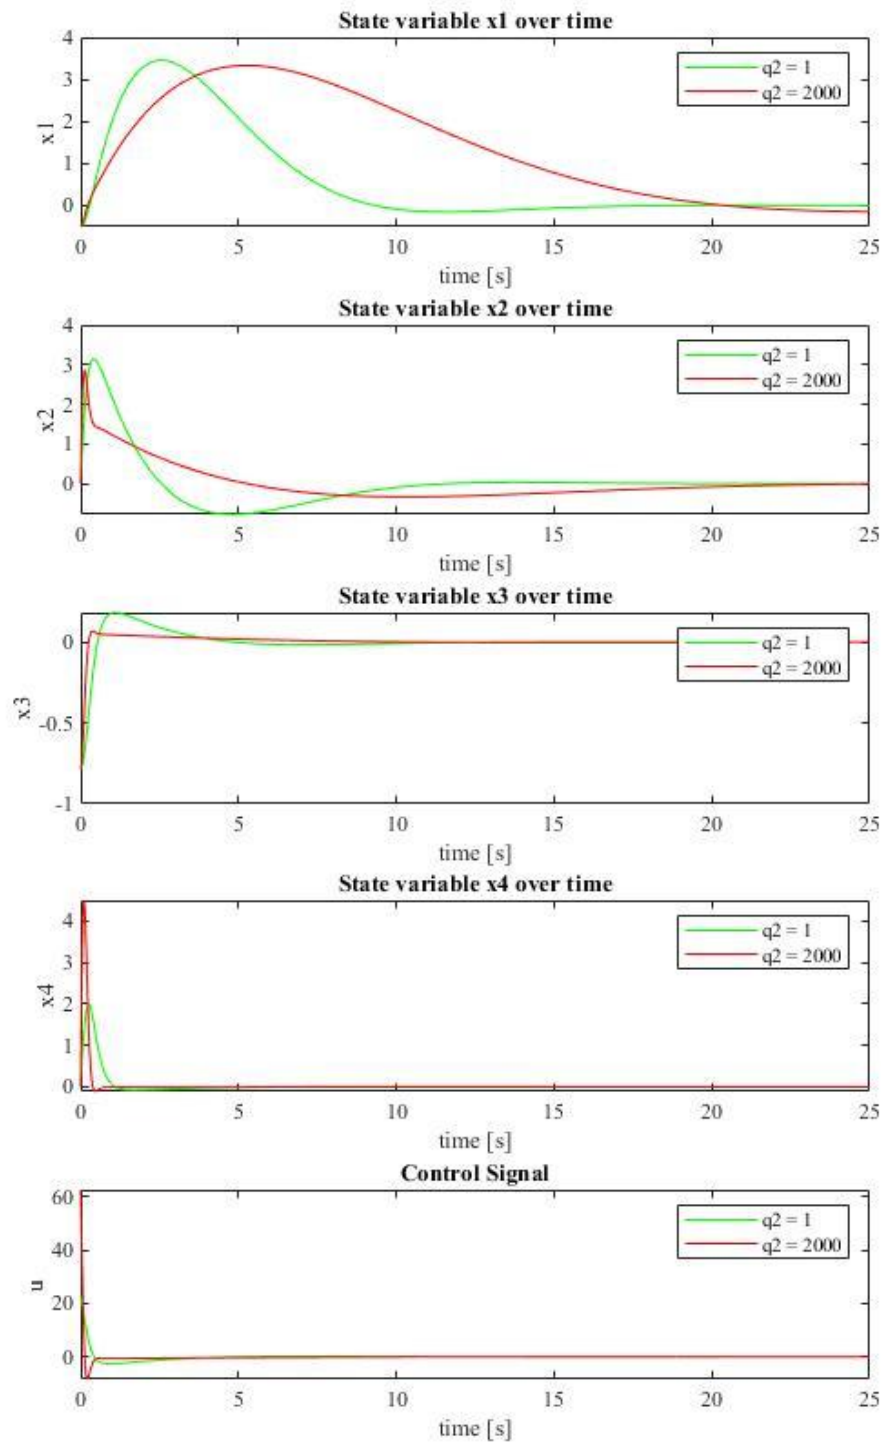 State variable x1 over time
4
3
2
1
0
x1
q2 = 1
q2 = 2000
0 5 10 15 20 25
time [s]
State variable x2 over time
4
3
2
1
0
x2
q2 = 1
q2 = 2000
0 5 10 15 20 25
time [s]
State variable x3 over time
0
-0.5
-1
x3
q2 = 1
q2 = 2000
0 5 10 15 20 25
time [s]
State variable x4 over time
4
3
2
1
0
x4
q2 = 1
q2 = 2000
0 5 10 15 20 25
time [s]
Control Signal
60
40
20
0
u
q2 = 1
q2 = 2000
0 5 10 15 20 25
time [s]